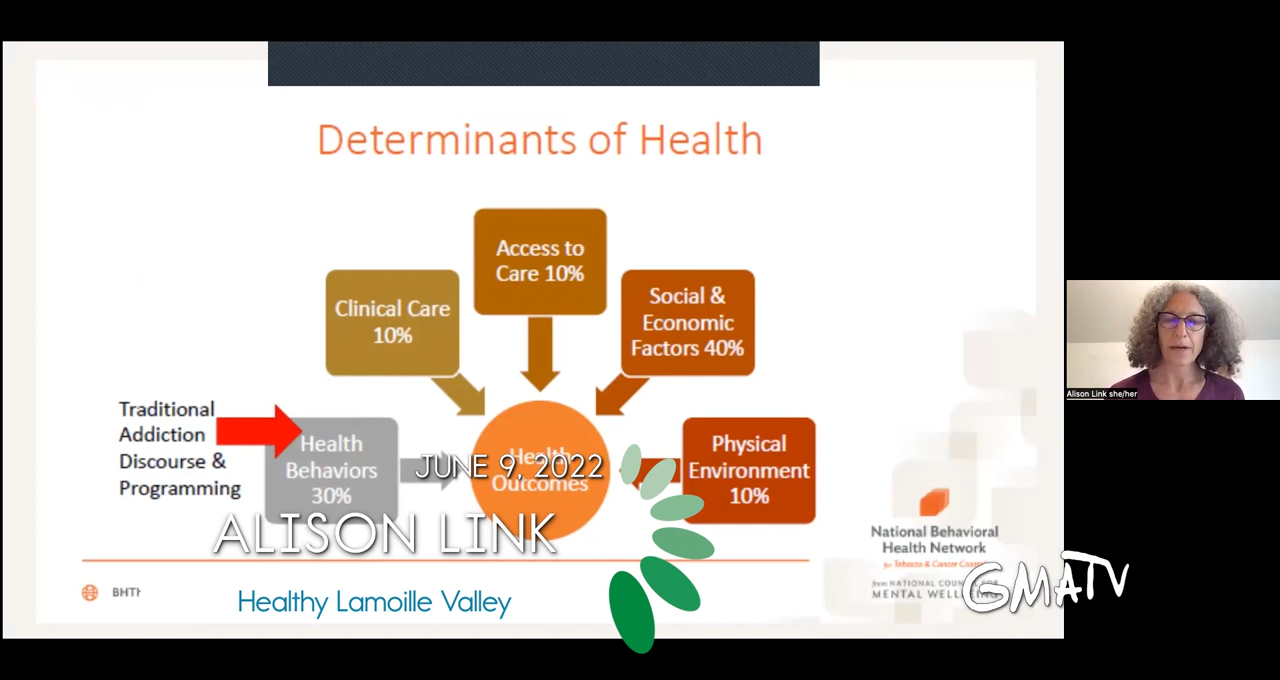 Determinants of Health
Access to
Care 10%
Clinical Care
10%
Social &
Economic
Factors 40%
Traditional
Addiction
Discourse &
Programming
Health
Behaviors
30%
Health
Outcomes
Physical
Environment
10%
JUNE 9, 2022
ALISON LINK
Healthy Lamoille Valley
National Behavioral
Health Network
for Tobacco & Cancer Control
from NATIONAL COUNCIL FOR
MENTAL WELLBEING
GMATV
Alison Link she/her